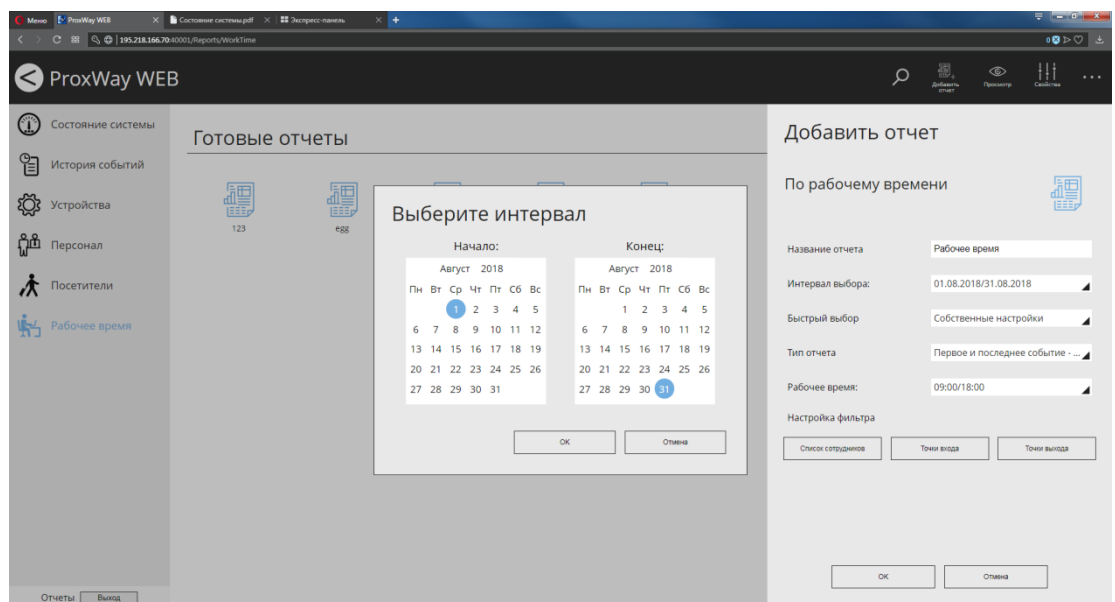 Меню ProxWay WEB Состояние системы.pdf Экспресс-панель
195.218.166.70:40001/Reports/WorkTime
ProxWay WEB
Добавить отчет
Просмотр
Свойства
Состояние системы
История событий
Устройства
Персонал
Посетители
Рабочее время
Отчеты Выход
Готовые отчеты
123 egg
Выберите интервал
Начало:
Август 2018
Пн Вт Ср Чт Пт Сб Вс
1 2 3 4 5
6 7 8 9 10 11 12
13 14 15 16 17 18 19
20 21 22 23 24 25 26
27 28 29 30 31
Конец:
Август 2018
Пн Вт Ср Чт Пт Сб Вс
1 2 3 4 5
6 7 8 9 10 11 12
13 14 15 16 17 18 19
20 21 22 23 24 25 26
27 28 29 30 31
OK Отмена
Добавить отчет
По рабочему времени
Название отчета Рабочее время
Интервал выбора: 01.08.2018/31.08.2018
Быстрый выбор Собственные настройки
Тип отчета Первое и последнее событие - ...
Рабочее время: 09:00/18:00
Настройка фильтра
Список сотрудников Точки входа Точки выхода
OK Отмена